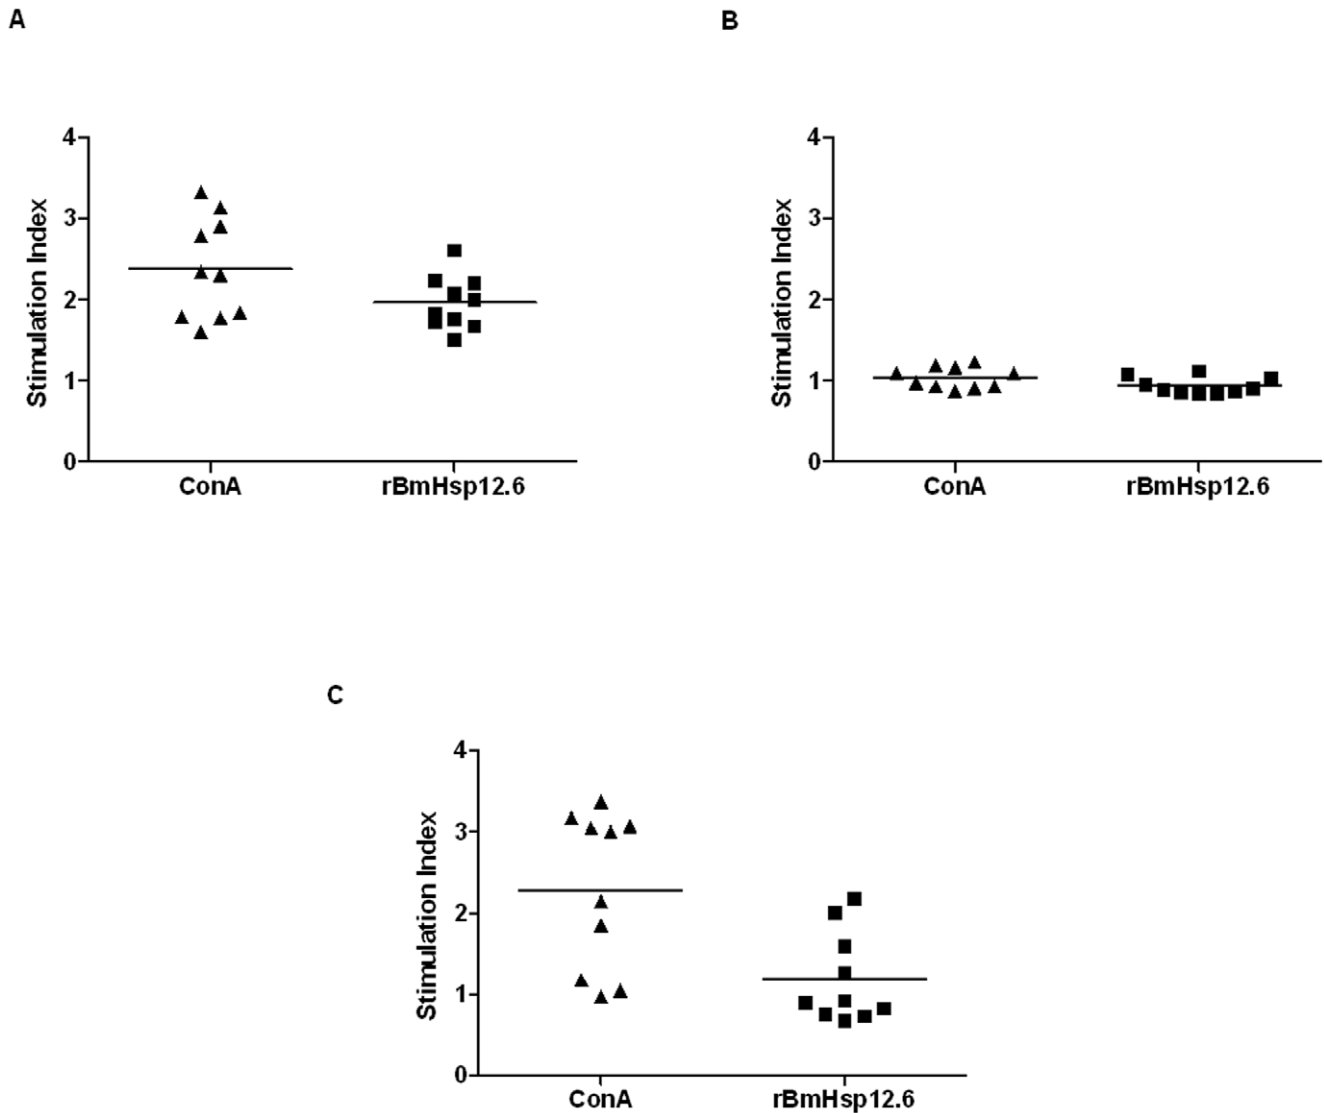 A
Stimulation Index
4
3
2
1
0
ConA rBmHsp12.6
B
Stimulation Index
4
3
2
1
0
ConA rBmHsp12.6
C
Stimulation Index
4
3
2
1
0
ConA rBmHsp12.6